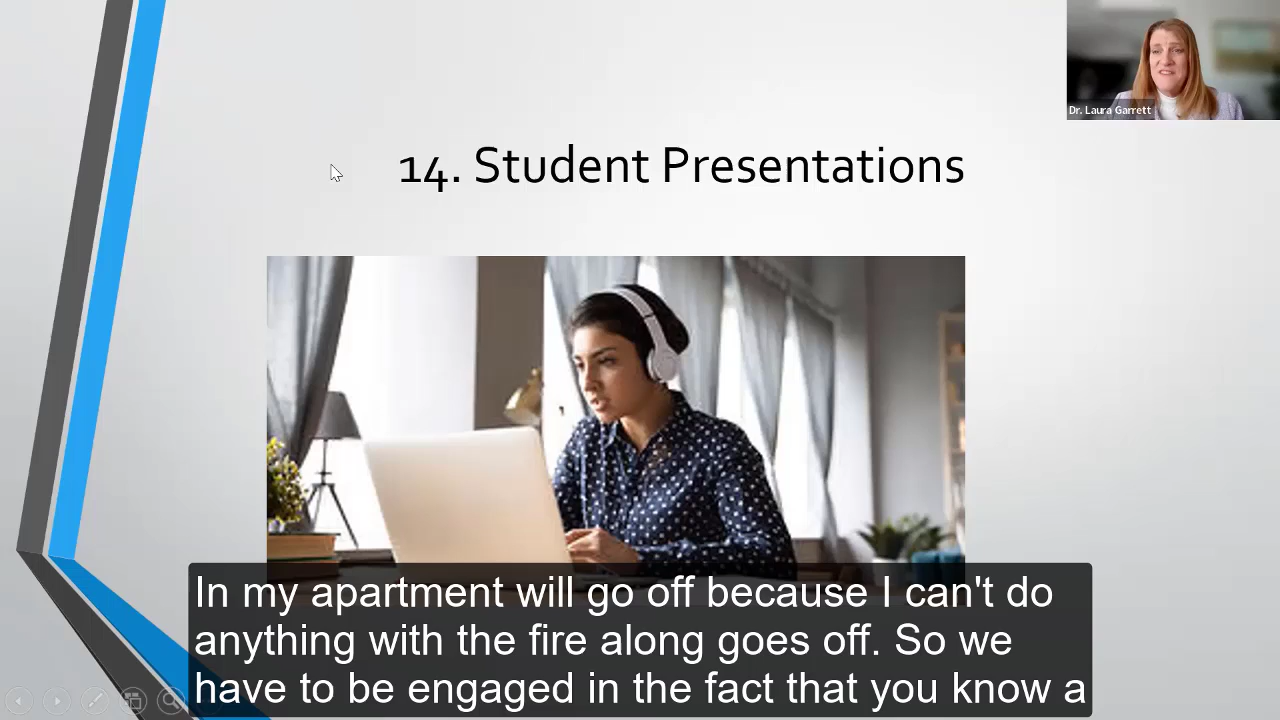 Dr. Laura Garrett
14. Student Presentations
In my apartment will go off because I can't do
anything with the fire along goes off. So we
have to be engaged in the fact that you know a